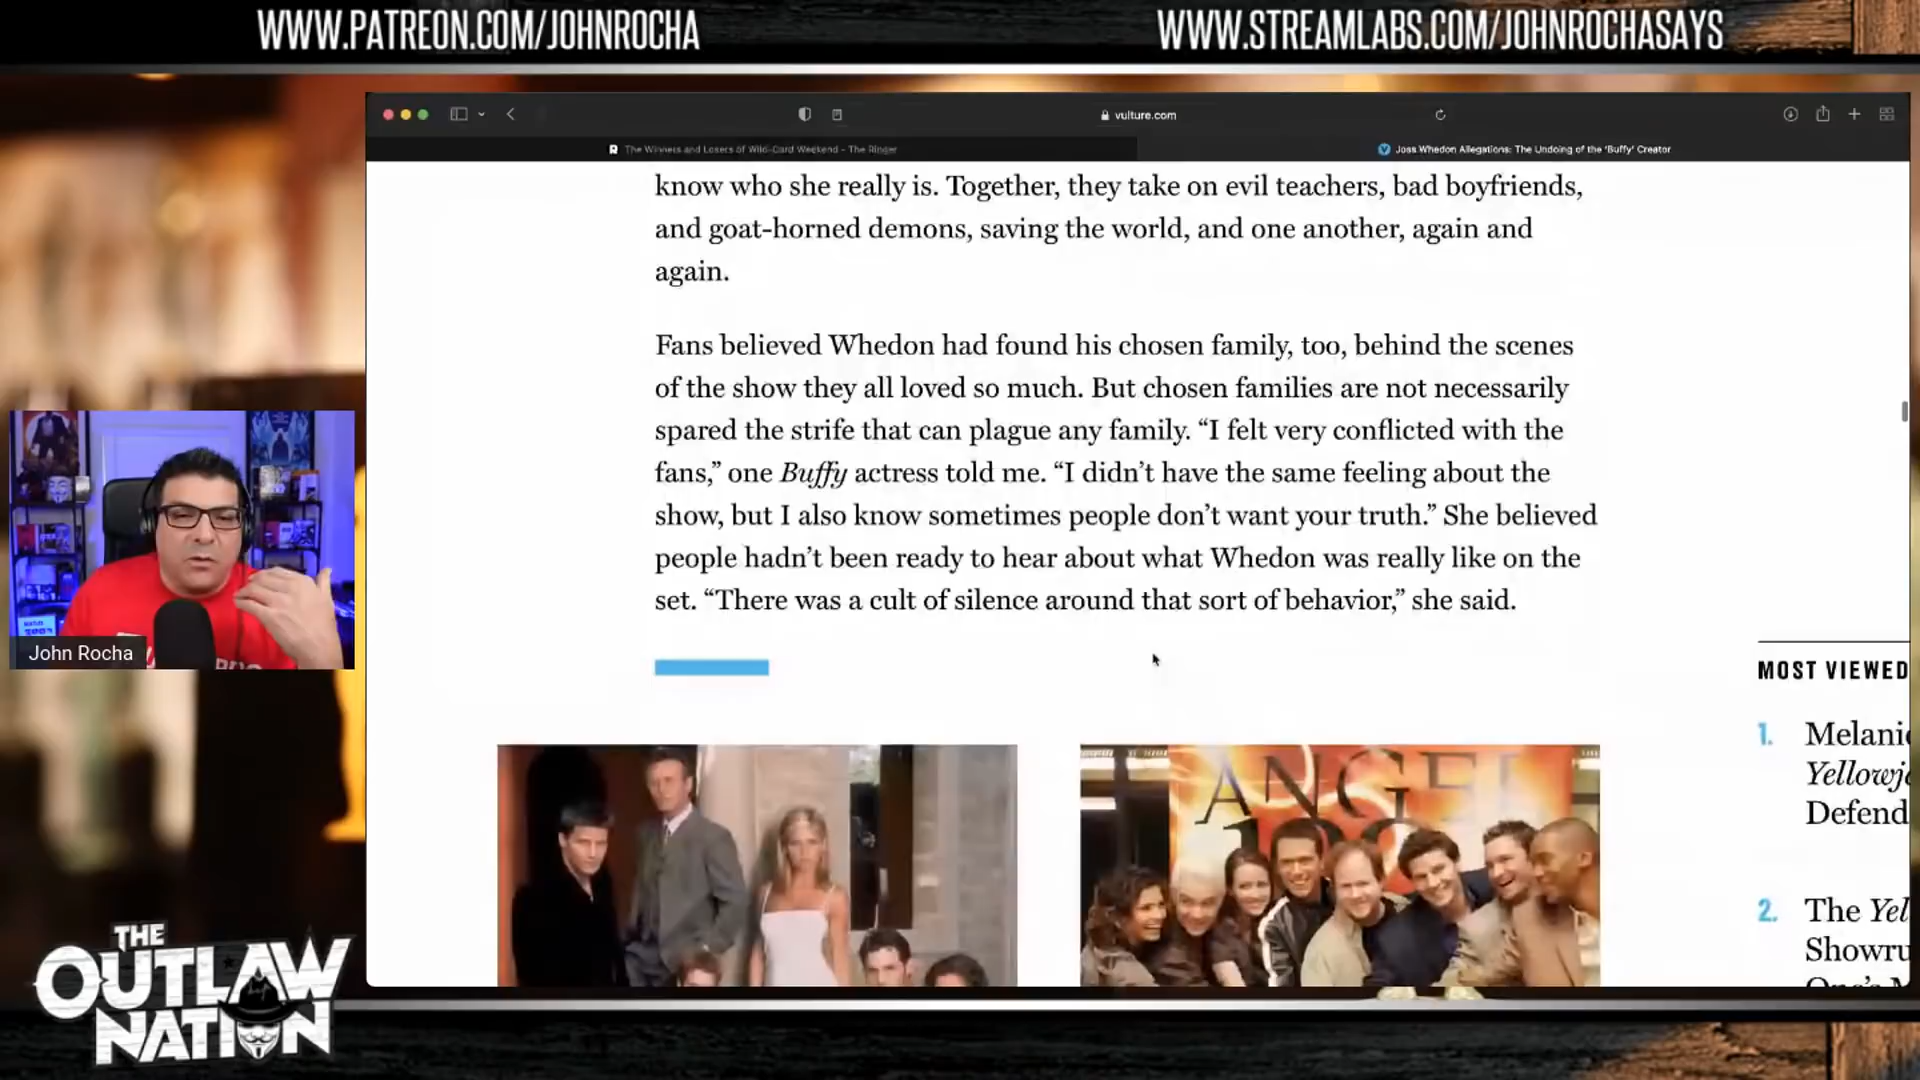 WWW.PATREON.COM/JOHNROCHA
WWW.STREAMLABS.COM/JOHNROCHASAYS
vulture.com
The Winners and Losers of Wild-Card Weekend - The Ringer
Joss Whedon Allegations: The Undoing of the 'Buffy' Creator
know who she really is. Together, they take on evil teachers, bad boyfriends,
and goat-horned demons, saving the world, and one another, again and
again.
Fans believed Whedon had found his chosen family, too, behind the scenes
of the show they all loved so much. But chosen families are not necessarily
spared the strife that can plague any family. “I felt very conflicted with the
fans,” one Buffy actress told me. “I didn’t have the same feeling about the
show, but I also know sometimes people don’t want your truth.” She believed
people hadn’t been ready to hear about what Whedon was really like on the
set. “There was a cult of silence around that sort of behavior,” she said.
John Rocha
MOST VIEWED
1. Melanie
Yellowj
Defend
2. The Yel
Showru
ANGEL
THE
OUTLAW
NATION